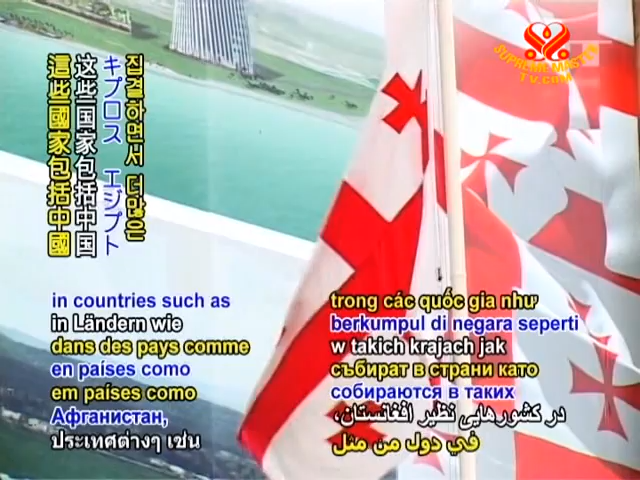 SUPREME MASTER
TV.COM
這些國家包括中國
这些国家包括中国
キプロス エジプト
집결하면서 더많은
in countries such as
in Ländern wie
dans des pays comme
en países como
em países como
Афганистан,
ประเทศต่างๆ เช่น
trong các quốc gia như
berkumpul di negara seperti
w takich krajach jak
събират в страни като
собираются в таких
در کشورهایی نظیر افغانستان،
في دول من مثل